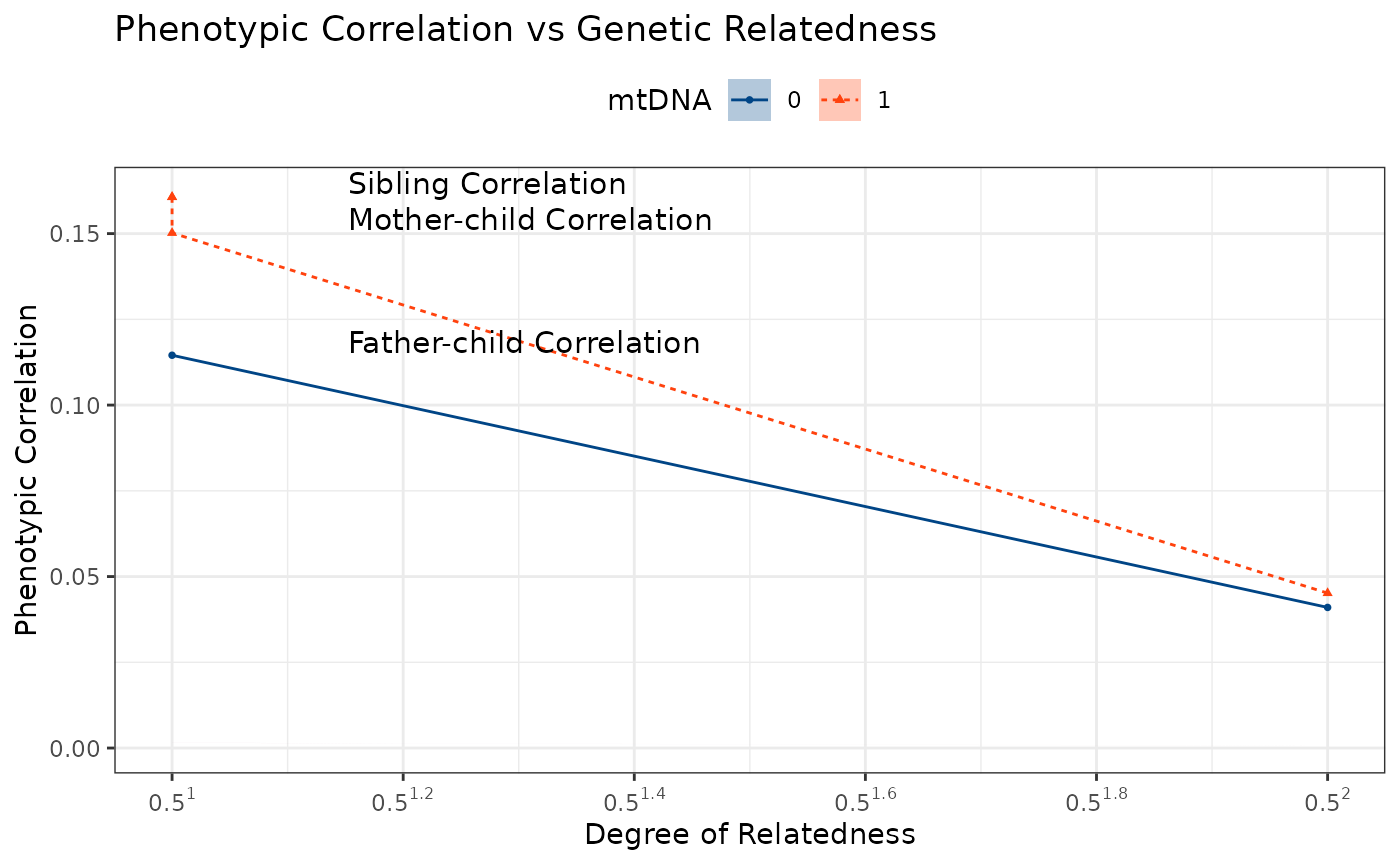 Phenotypic Correlation vs Genetic Relatedness
mtDNA 0 1
Sibling Correlation
Mother-child Correlation
Father-child Correlation
Phenotypic Correlation
0.15
0.10
0.05
0.00
0.5^1 0.5^1.2 0.5^1.4 0.5^1.6 0.5^1.8 0.5^2
Degree of Relatedness